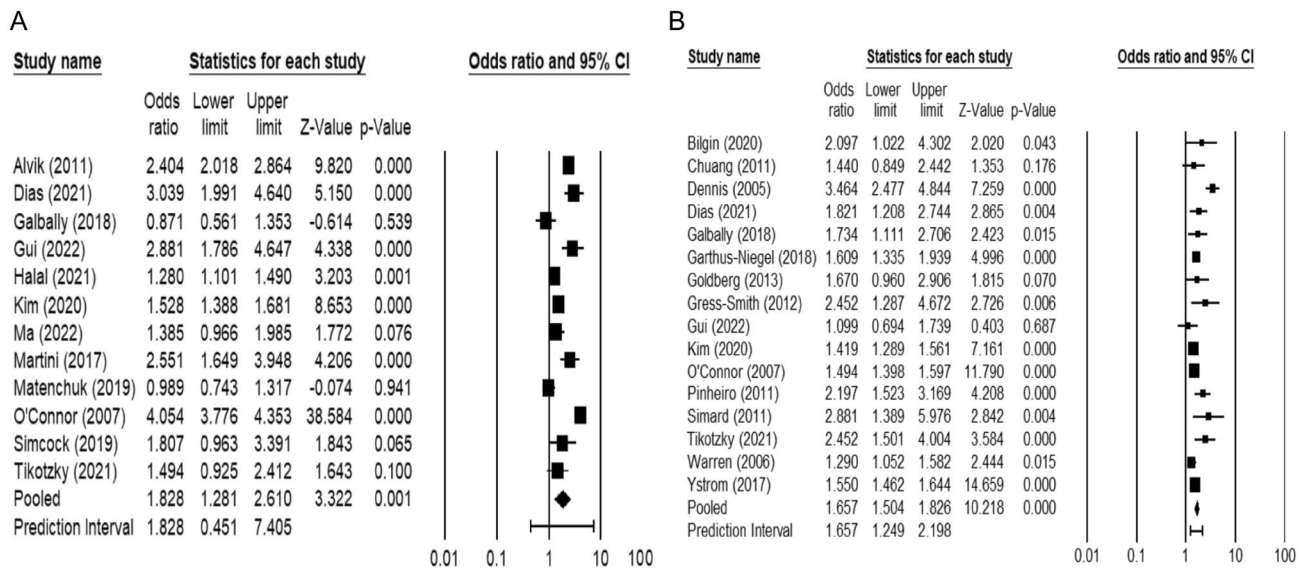 A
Study name Statistics for each study Odds ratio and 95% CI
Odds Lower Upper
ratio limit limit Z-Value p-Value
Alvik (2011) 2.404 2.018 2.864 9.820 0.000
Dias (2021) 3.039 1.991 4.640 5.150 0.000
Galbally (2018) 0.871 0.561 1.353 -0.614 0.539
Gui (2022) 2.881 1.786 4.647 4.338 0.000
Halal (2021) 1.280 1.101 1.490 3.203 0.001
Kim (2020) 1.528 1.388 1.681 8.653 0.000
Ma (2022) 1.385 0.966 1.985 1.772 0.076
Martini (2017) 2.551 1.649 3.948 4.206 0.000
Matenchuk (2019) 0.989 0.743 1.317 -0.074 0.941
O'Connor (2007) 4.054 3.776 4.353 38.584 0.000
Simcock (2019) 1.807 0.963 3.391 1.843 0.065
Tikotzky (2021) 1.494 0.925 2.412 1.643 0.100
Pooled 1.828 1.281 2.610 3.322 0.001
Prediction Interval 1.828 0.451 7.405
0.01 0.1 1 10 100
B
Study name Statistics for each study Odds ratio and 95% CI
Odds Lower Upper
ratio limit limit Z-Value p-Value
Bilgin (2020) 2.097 1.022 4.302 2.020 0.043
Chuang (2011) 1.440 0.849 2.442 1.353 0.176
Dennis (2005) 3.464 2.477 4.844 7.259 0.000
Dias (2021) 1.821 1.208 2.744 2.865 0.004
Galbally (2018) 1.734 1.111 2.706 2.423 0.015
Garthus-Niegel (2018) 1.609 1.335 1.939 4.996 0.000
Goldberg (2013) 1.670 0.960 2.906 1.815 0.070
Gress-Smith (2012) 2.452 1.287 4.672 2.726 0.006
Gui (2022) 1.099 0.694 1.739 0.403 0.687
Kim (2020) 1.419 1.289 1.561 7.161 0.000
O'Connor (2007) 1.494 1.398 1.597 11.790 0.000
Pinheiro (2011) 2.197 1.523 3.169 4.208 0.000
Simard (2011) 2.881 1.389 5.976 2.842 0.004
Tikotzky (2021) 2.452 1.501 4.004 3.584 0.000
Warren (2006) 1.290 1.052 1.582 2.444 0.015
Ystrom (2017) 1.550 1.462 1.644 14.659 0.000
Pooled 1.657 1.504 1.826 10.218 0.000
Prediction Interval 1.657 1.249 2.198
0.01 0.1 1 10 100